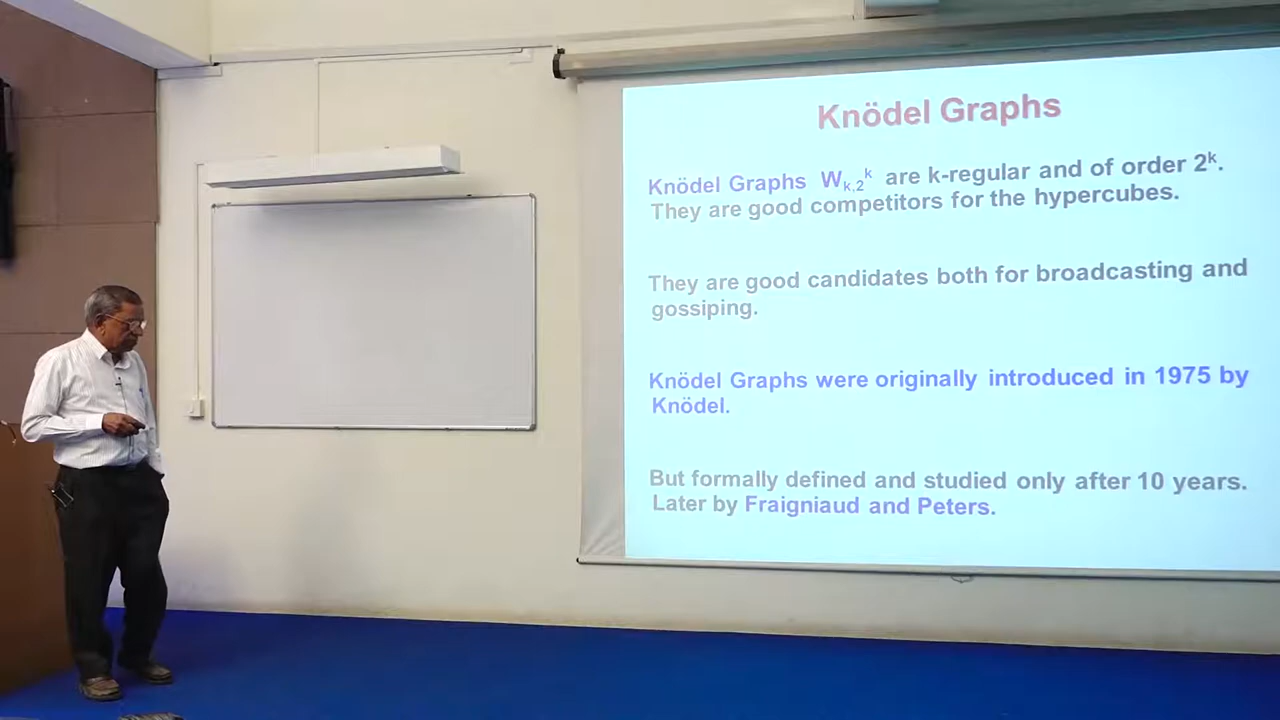 Knödel Graphs
Knödel Graphs W_{k,2^k} are k-regular and of order 2^k.
They are good competitors for the hypercubes.
They are good candidates both for broadcasting and
gossiping.
Knödel Graphs were originally introduced in 1975 by
Knödel.
But formally defined and studied only after 10 years.
Later by Fraigniaud and Peters.